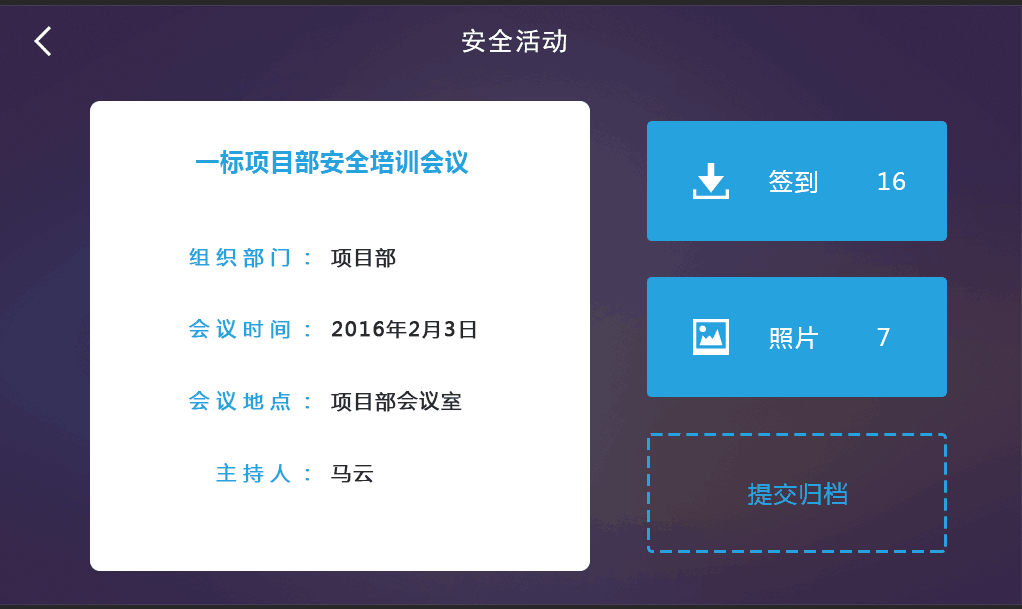 安全活动
一标项目部安全培训会议
组织部门： 项目部
会议时间： 2016年2月3日
会议地点： 项目部会议室
主持人： 马云
签到 16
照片 7
提交归档